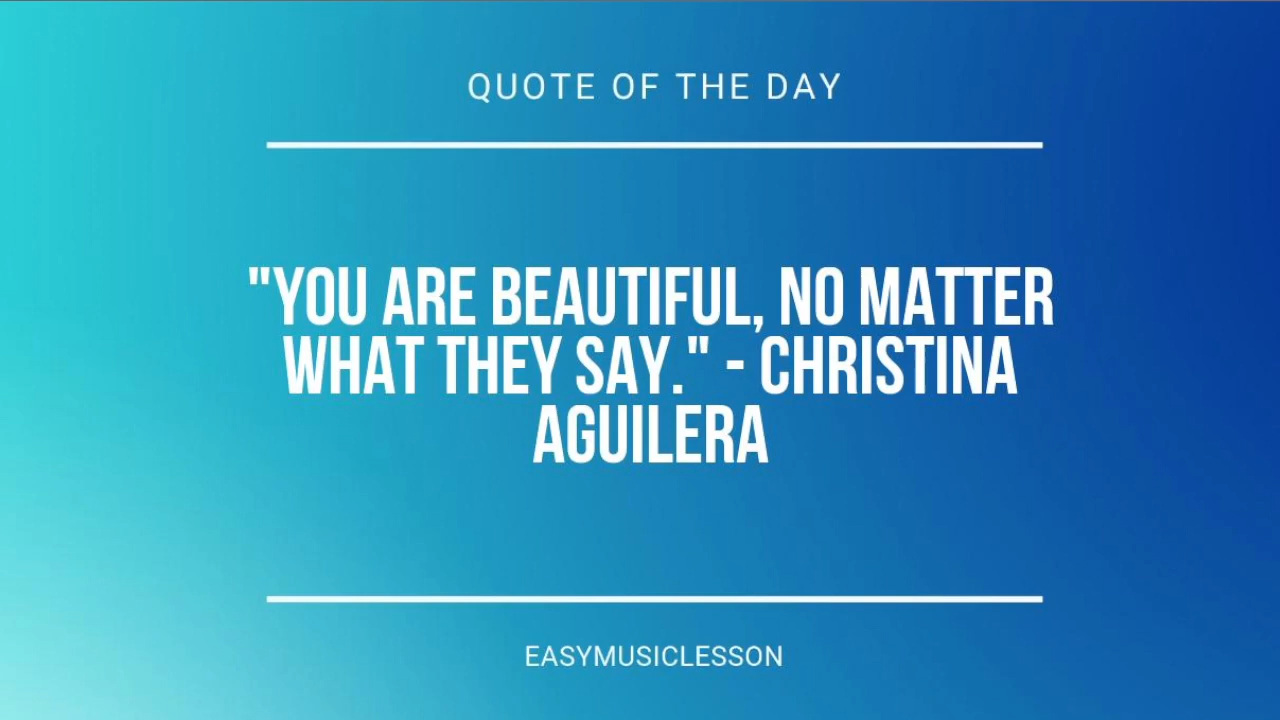 QUOTE OF THE DAY
"YOU ARE BEAUTIFUL, NO MATTER
WHAT THEY SAY." - CHRISTINA
AGUILERA
EASYMUSICLESSON